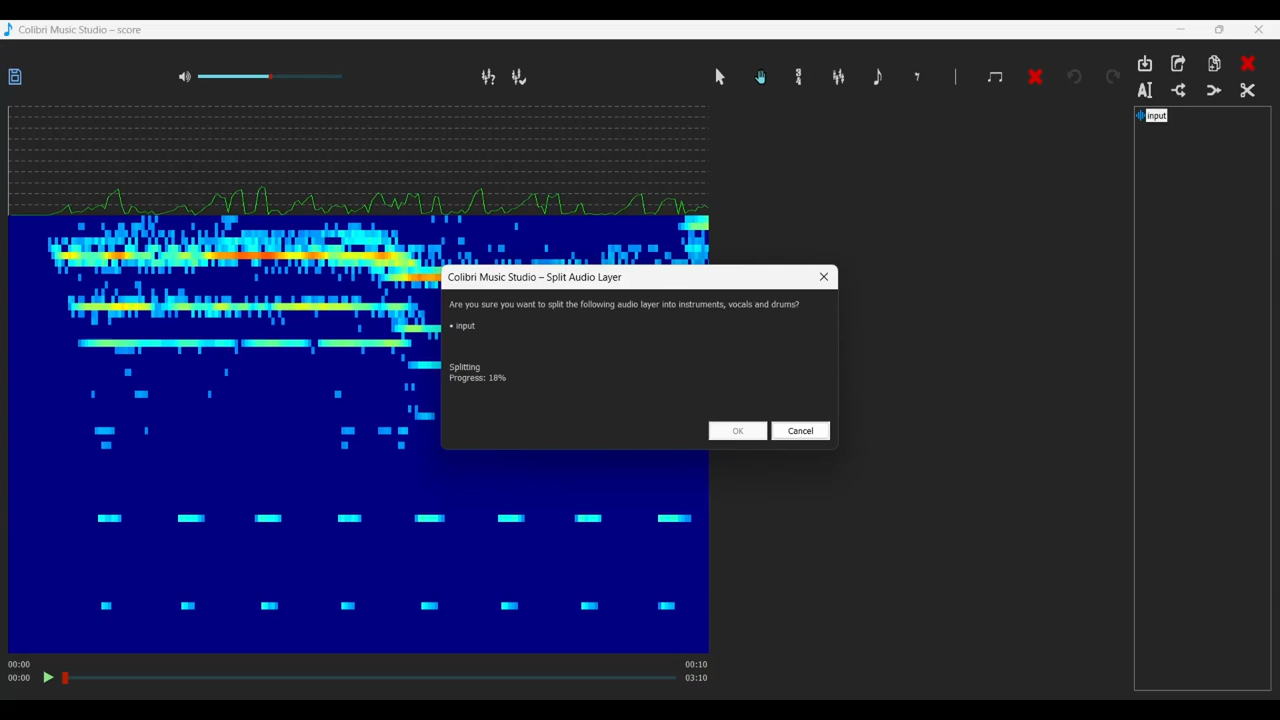 Colibri Music Studio – score
input
Colibri Music Studio – Split Audio Layer
Are you sure you want to split the following audio layer into instruments, vocals and drums?
• input
Splitting
Progress: 18%
OK
Cancel
00:00
00:10
00:00
03:10